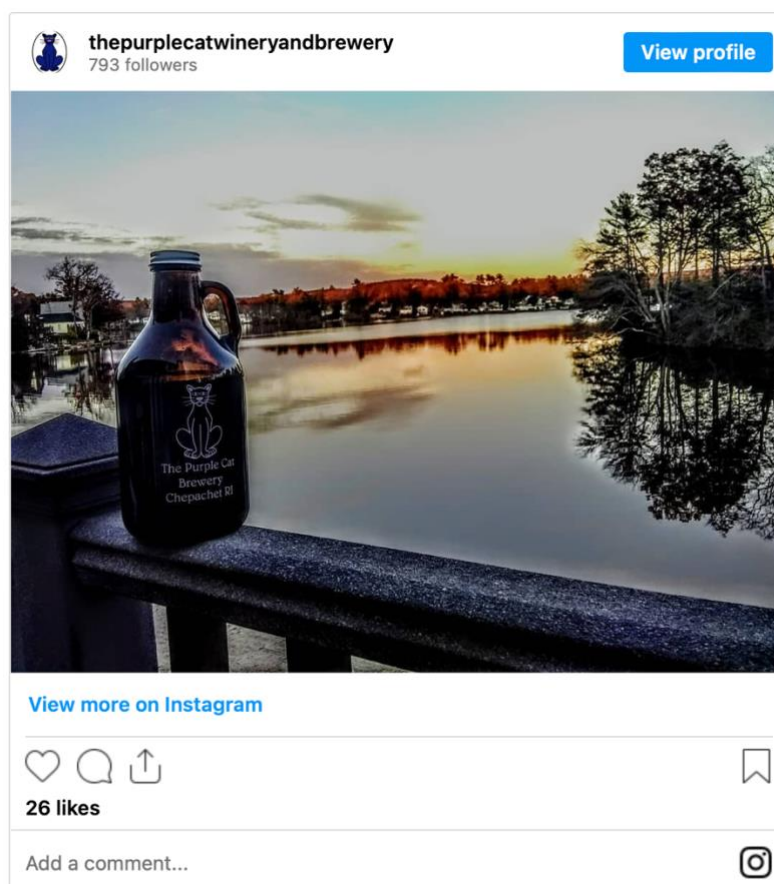 thepurplecatwineryandbrewery
793 followers
View profile
The Purple Cat
Brewery
Chepachet RI
View more on Instagram
26 likes
Add a comment...